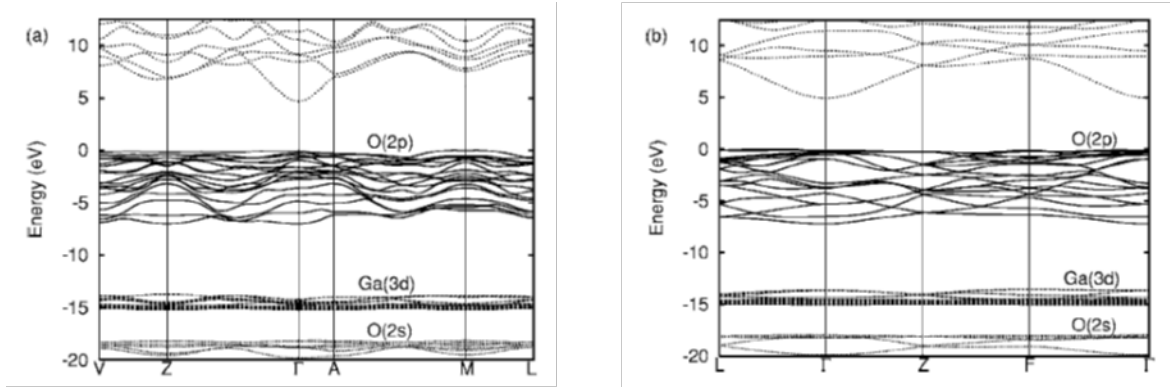 (a)
10
5
0
-5
-10
-15
-20
Energy (eV)
O(2p)
Ga(3d)
O(2s)
V Z Γ A M L
(b)
10
5
0
-5
-10
-15
-20
Energy (eV)
O(2p)
Ga(3d)
O(2s)
L Γ Z F Γ